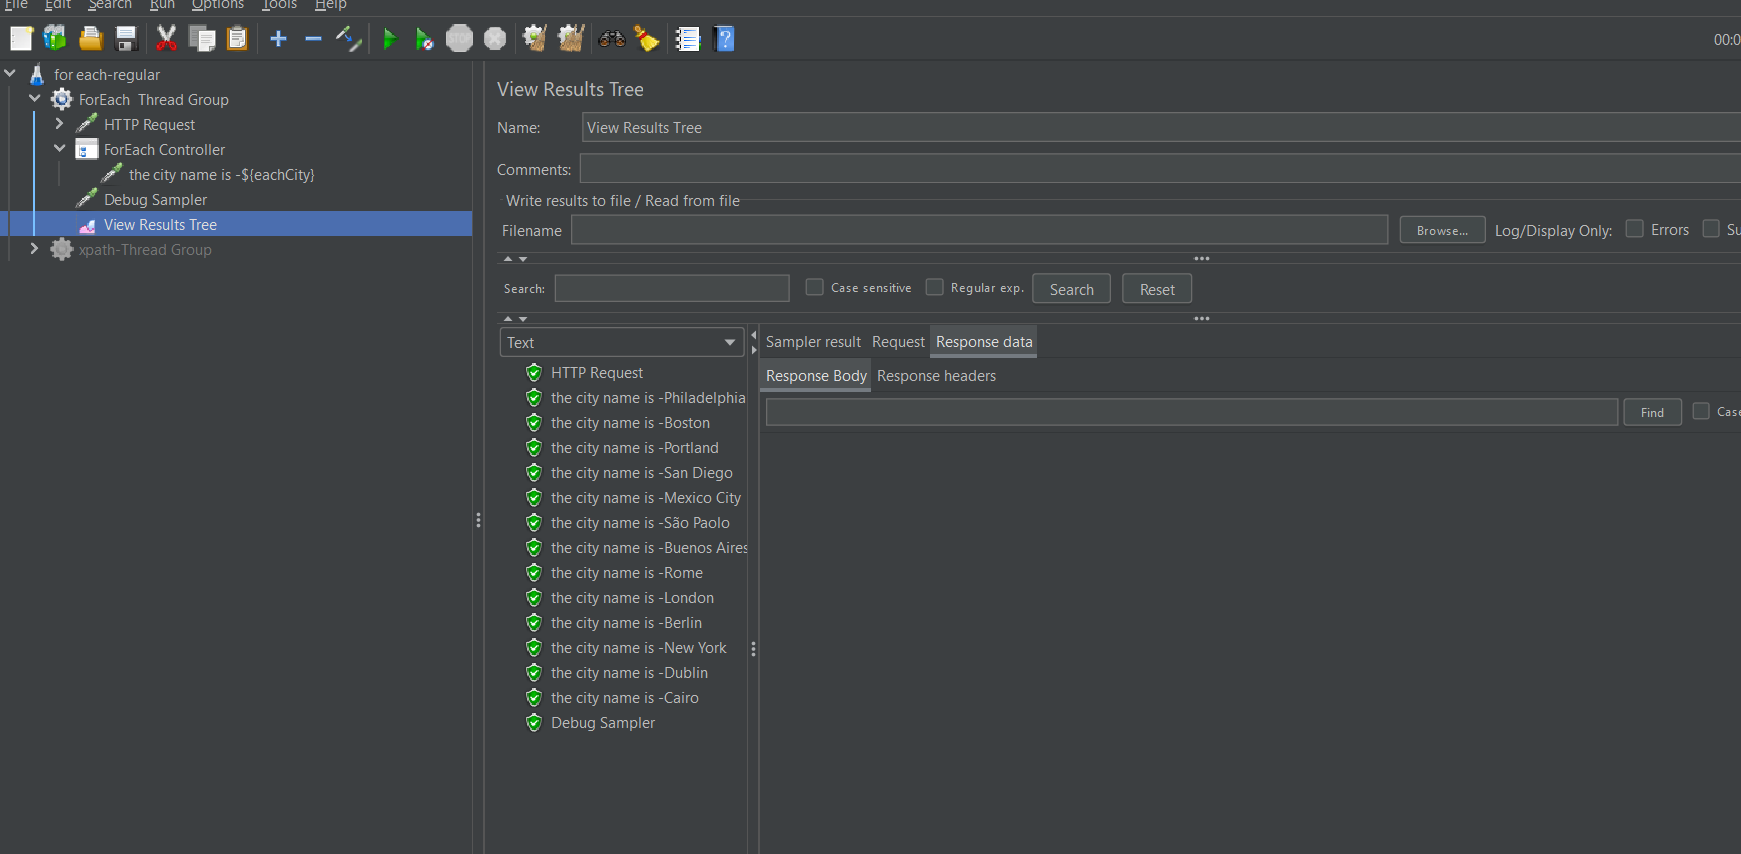 File Edit Search Run Options Tools Help
STOP
00:0
for each-regular
ForEach  Thread Group
HTTP Request
ForEach Controller
the city name is -${eachCity}
Debug Sampler
View Results Tree
xpath-Thread Group
View Results Tree
Name: View Results Tree
Comments:
Write results to file / Read from file
Filename Browse... Log/Display Only: Errors Su
Search: Case sensitive Regular exp. Search Reset
Text
HTTP Request
the city name is -Philadelphia
the city name is -Boston
the city name is -Portland
the city name is -San Diego
the city name is -Mexico City
the city name is -São Paolo
the city name is -Buenos Aires
the city name is -Rome
the city name is -London
the city name is -Berlin
the city name is -New York
the city name is -Dublin
the city name is -Cairo
Debug Sampler
Sampler result Request Response data
Response Body Response headers
Find Case